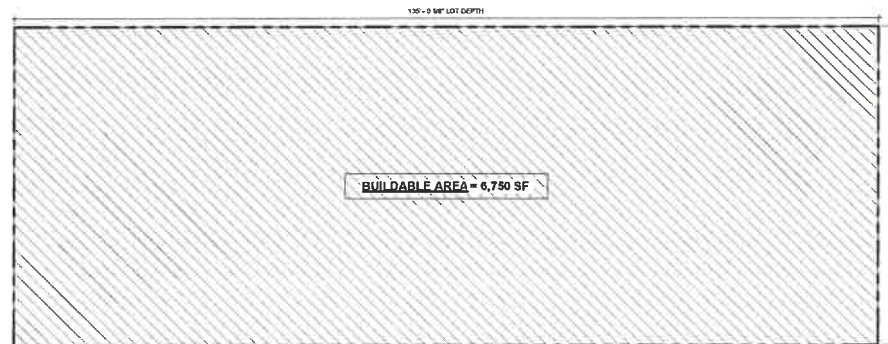 135' - 0 5/8" LOT DEPTH
BUILDABLE AREA = 6,750 SF